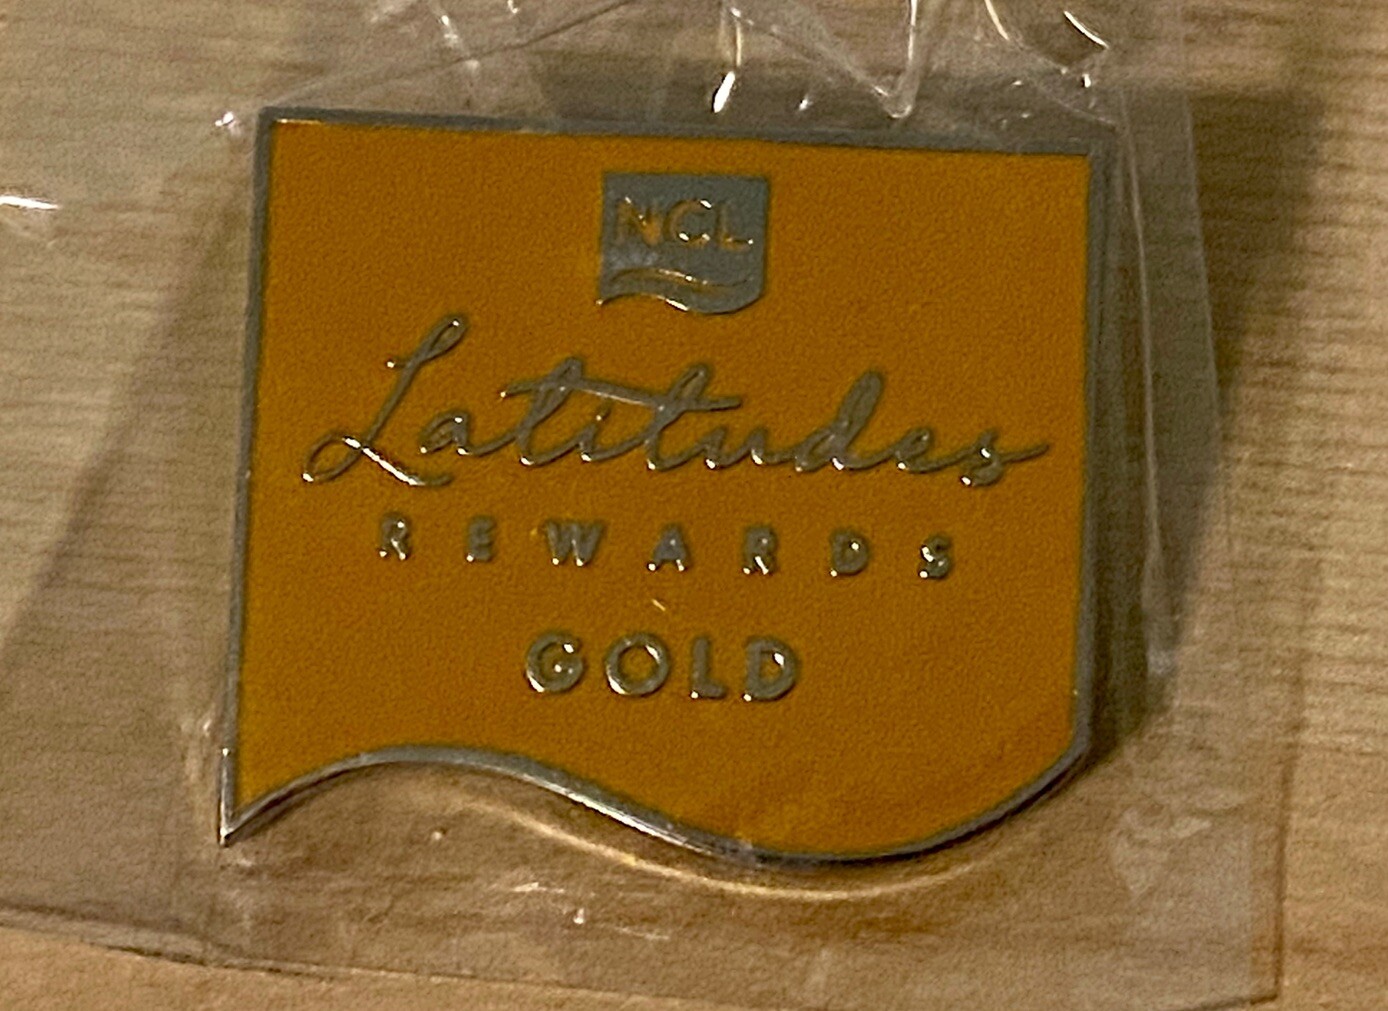 NCL
Latitudes
REWARDS
GOLD